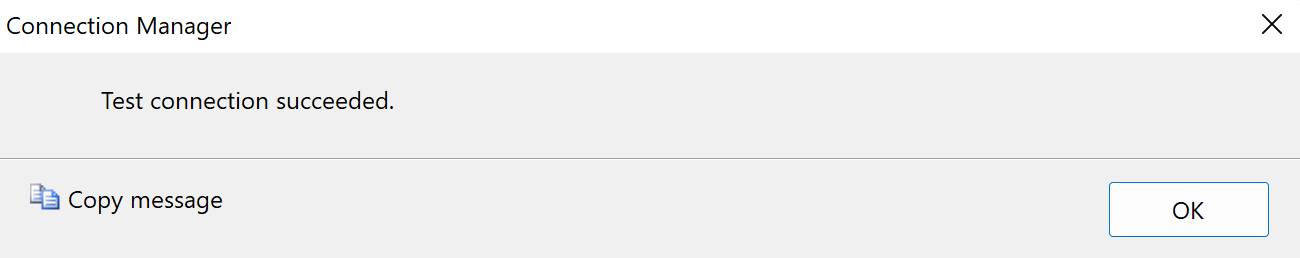 Connection Manager
Test connection succeeded.
Copy message
OK